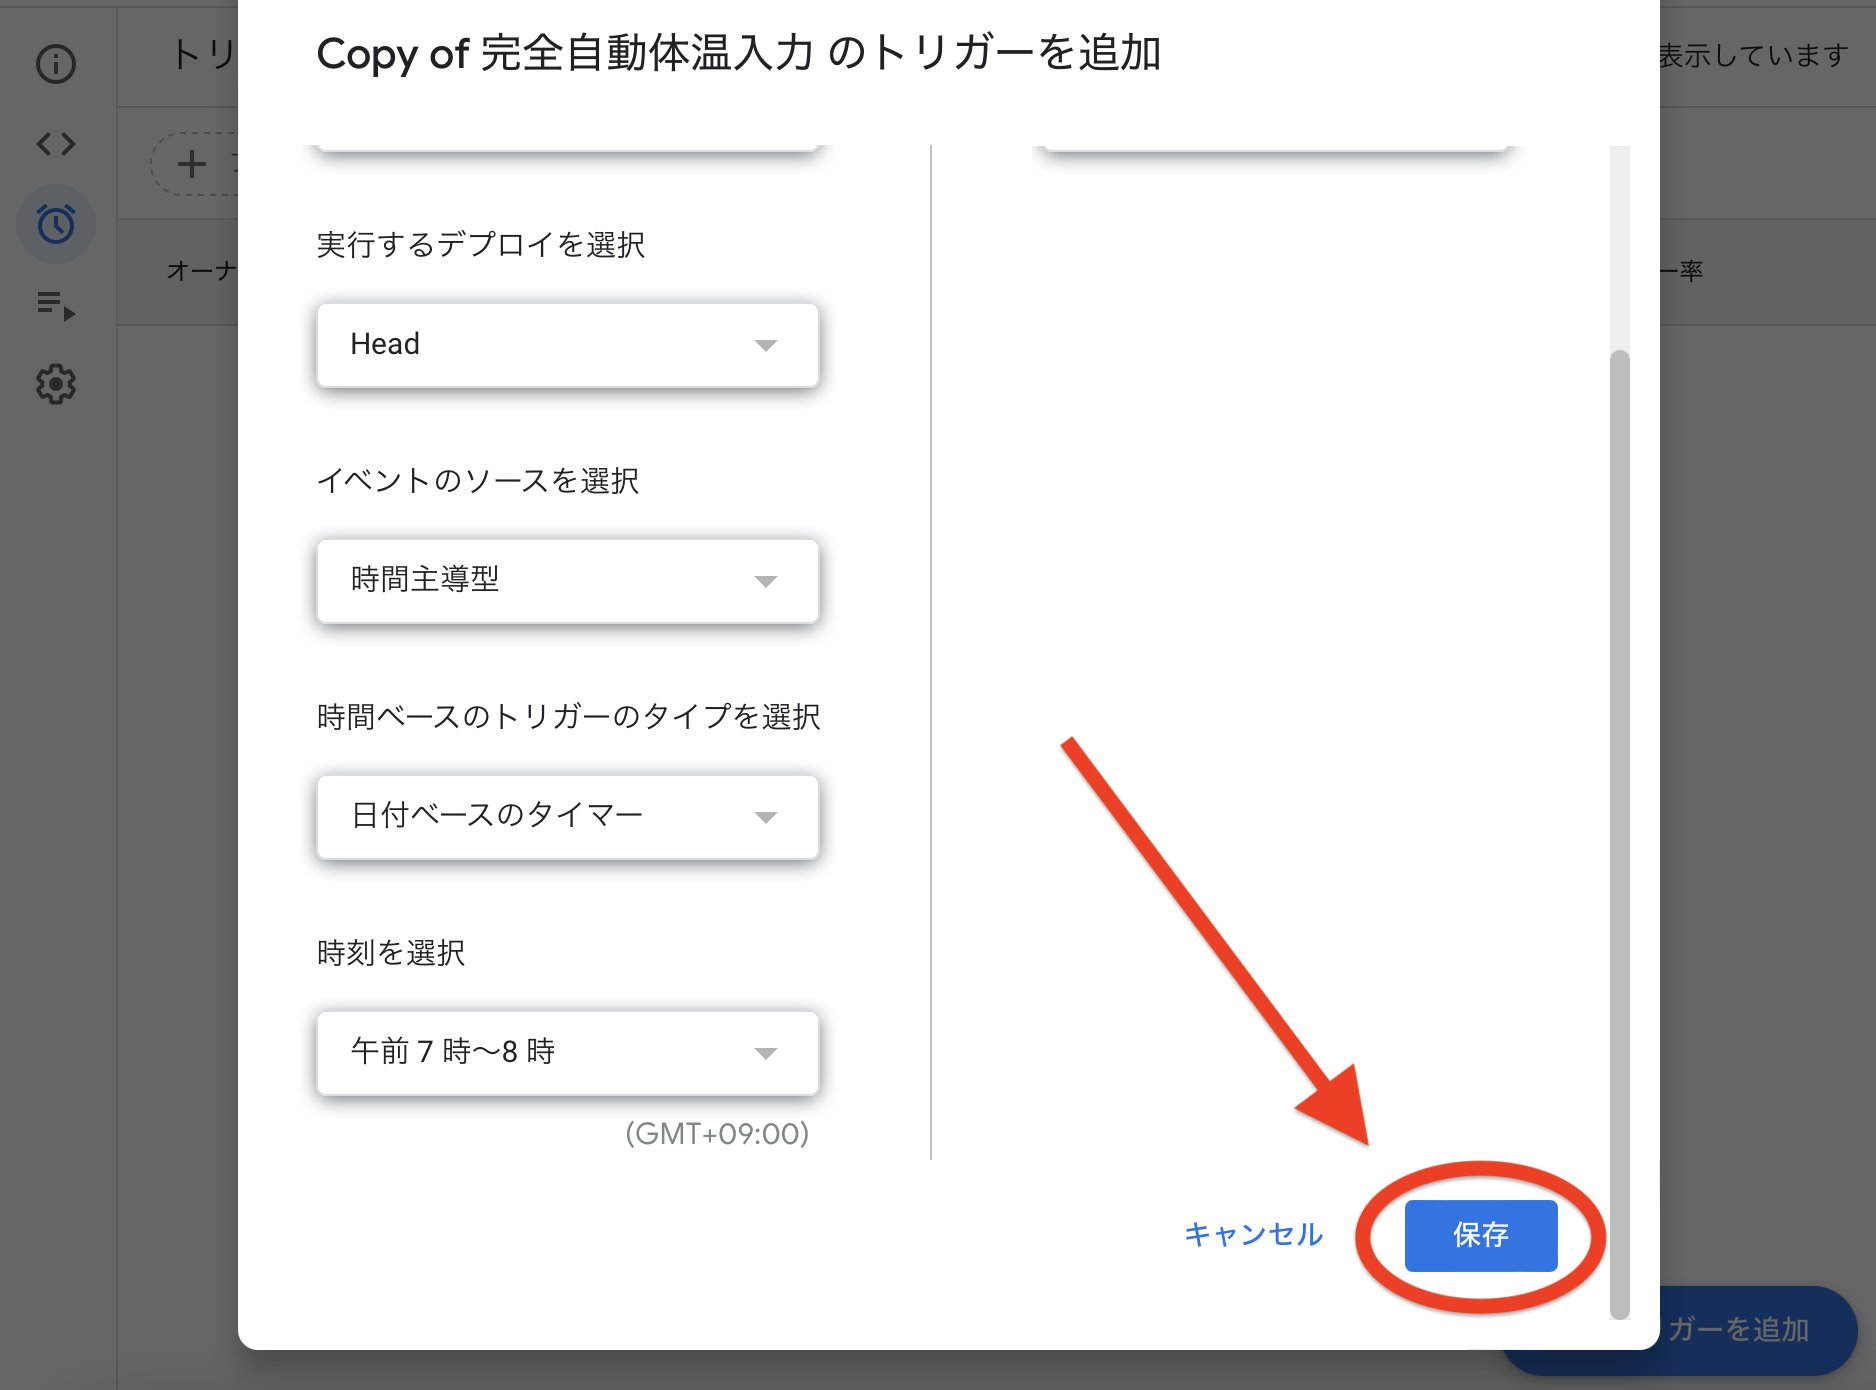 Copy of 完全自動体温入力 のトリガーを追加
トリ
表示しています
オーナ
ー率
実行するデプロイを選択
Head
イベントのソースを選択
時間主導型
時間ベースのトリガーのタイプを選択
日付ベースのタイマー
時刻を選択
午前 7 時～8 時
(GMT+09:00)
キャンセル
保存
ガーを追加